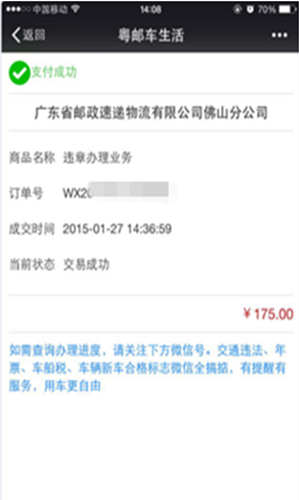 中国移动 14:08 70%
返回 粤邮车生活
支付成功
广东省邮政速递物流有限公司佛山分公司
商品名称 违章办理业务
订单号 WX20
成交时间 2015-01-27 14:36:59
当前状态 交易成功
¥175.00
如需查询办理进度，请关注下方微信号。交通违法、年
票、车船税、车辆新车合格标志微信全搞掂，有提醒有
服务，用车更自由